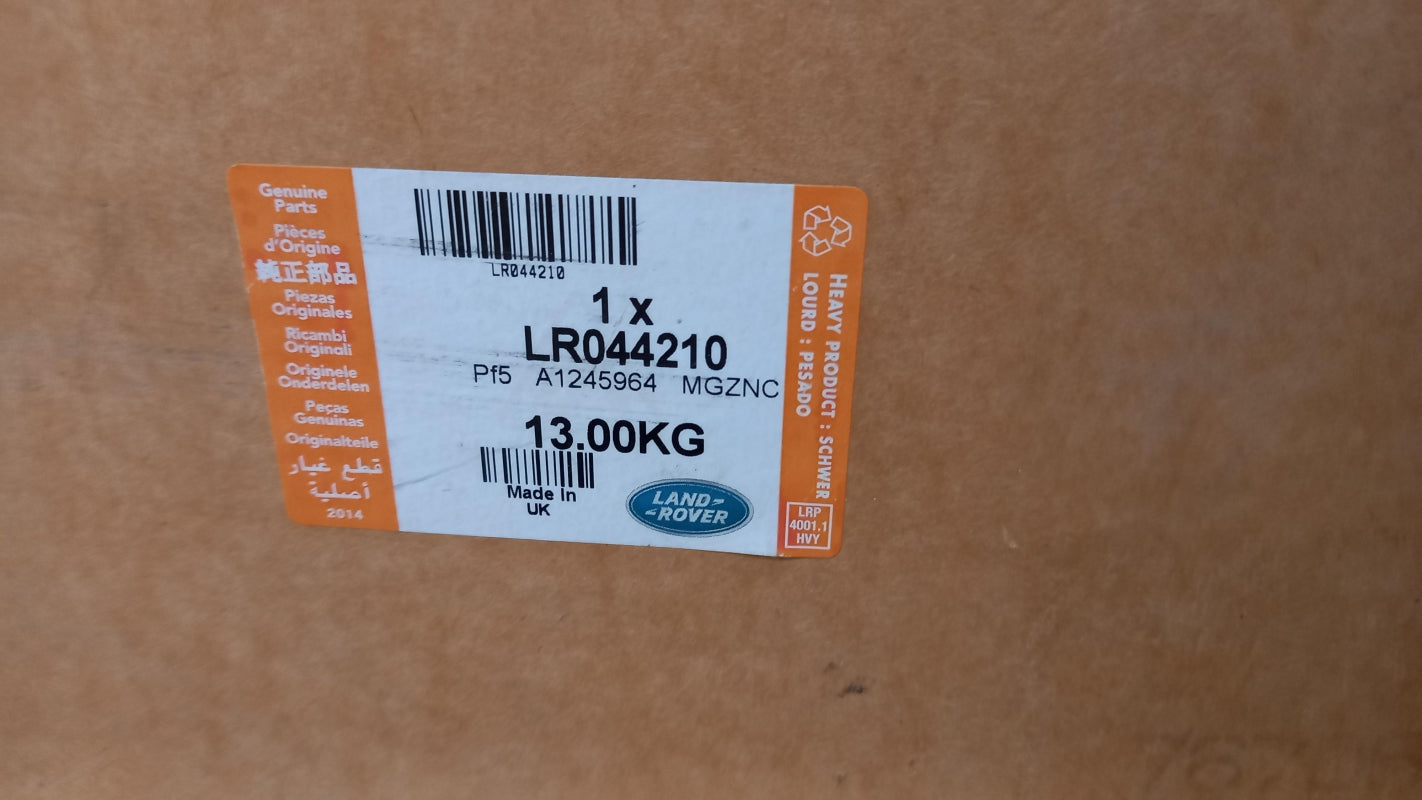 Genuine
Parts
Pièces
d'Origine
純正部品
Piezas
Originales
Ricambi
Originali
Originele
Onderdelen
Peças
Genuinas
Originalteile
قطع غيار
أصلية
2014
LR044210
1 x
LR044210
Pf5 A1245964 MGZNC
13.00KG
Made In
UK
LAND
ROVER
HEAVY PRODUCT : SCHWER
LOURD : PESADO
LRP
4001.1
HVY